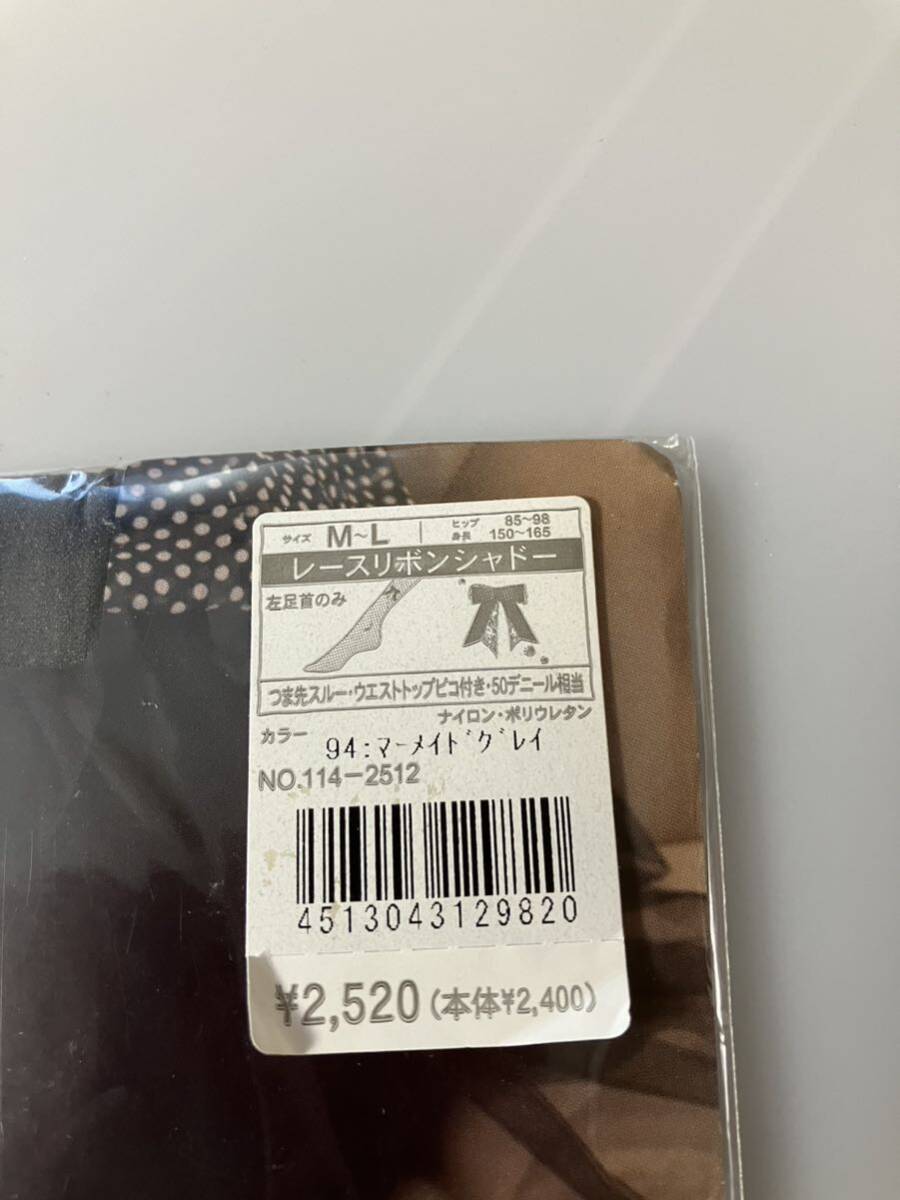 サイズ M~L ヒップ 85~98
身長 150~165
レースリボンシャドー
左足首のみ
つま先スルー・ウエストトップピコ付き・50デニール相当
ナイロン・ポリウレタン
カラー 94:マーメイドグレイ
NO.114-2512
4513043129820
¥2,520(本体¥2,400)